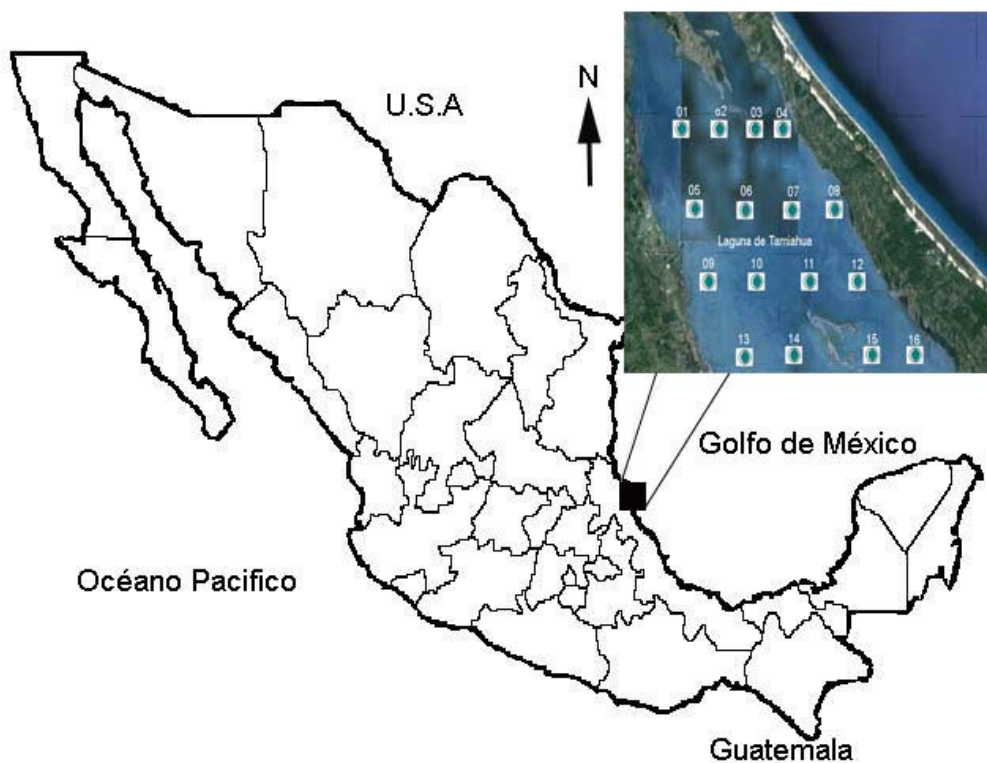 U.S.A
N
01 o2 03 04
05 06 07 08
Laguna de Tamiahua
09 10 11 12
13 14 15 16
Golfo de México
Océano Pacifico
Guatemala